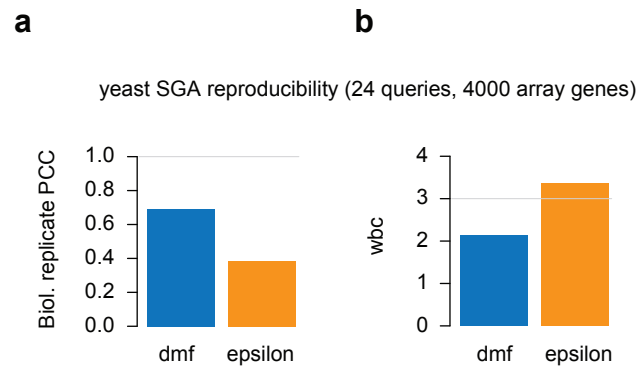 a
b
yeast SGA reproducibility (24 queries, 4000 array genes)
Biol. replicate PCC
1.0
0.8
0.6
0.4
0.2
0.0
dmf epsilon
wbc
4
3
2
1
0
dmf epsilon